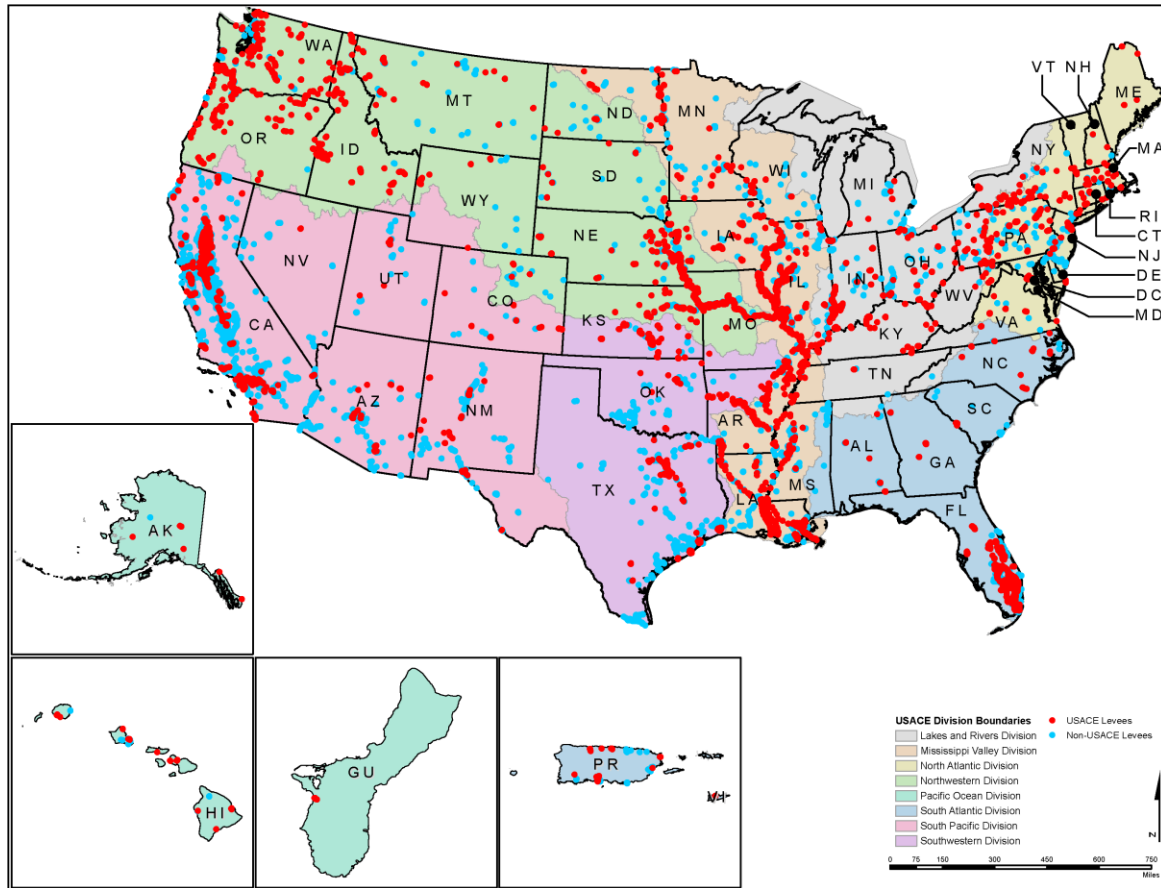 WA
MT
ND
MN
VT NH
ME
OR
ID
NY
MA
SD
WI
MI
WY
RI
NE
IA
PA
CT
NJ
NV
UT
CO
IL
IN
OH
DE
CA
KS
MO
WV
DC
MD
KY
VA
TN
NC
AZ
NM
OK
AR
SC
TX
LA
MS
AL
GA
FL
AK
HI
GU
PR
VI
USACE Division Boundaries
Lakes and Rivers Division
Mississippi Valley Division
North Atlantic Division
Northwestern Division
Pacific Ocean Division
South Atlantic Division
South Pacific Division
Southwestern Division
USACE Levees
Non-USACE Levees
N
0 75 150 300 450 600 750
Miles